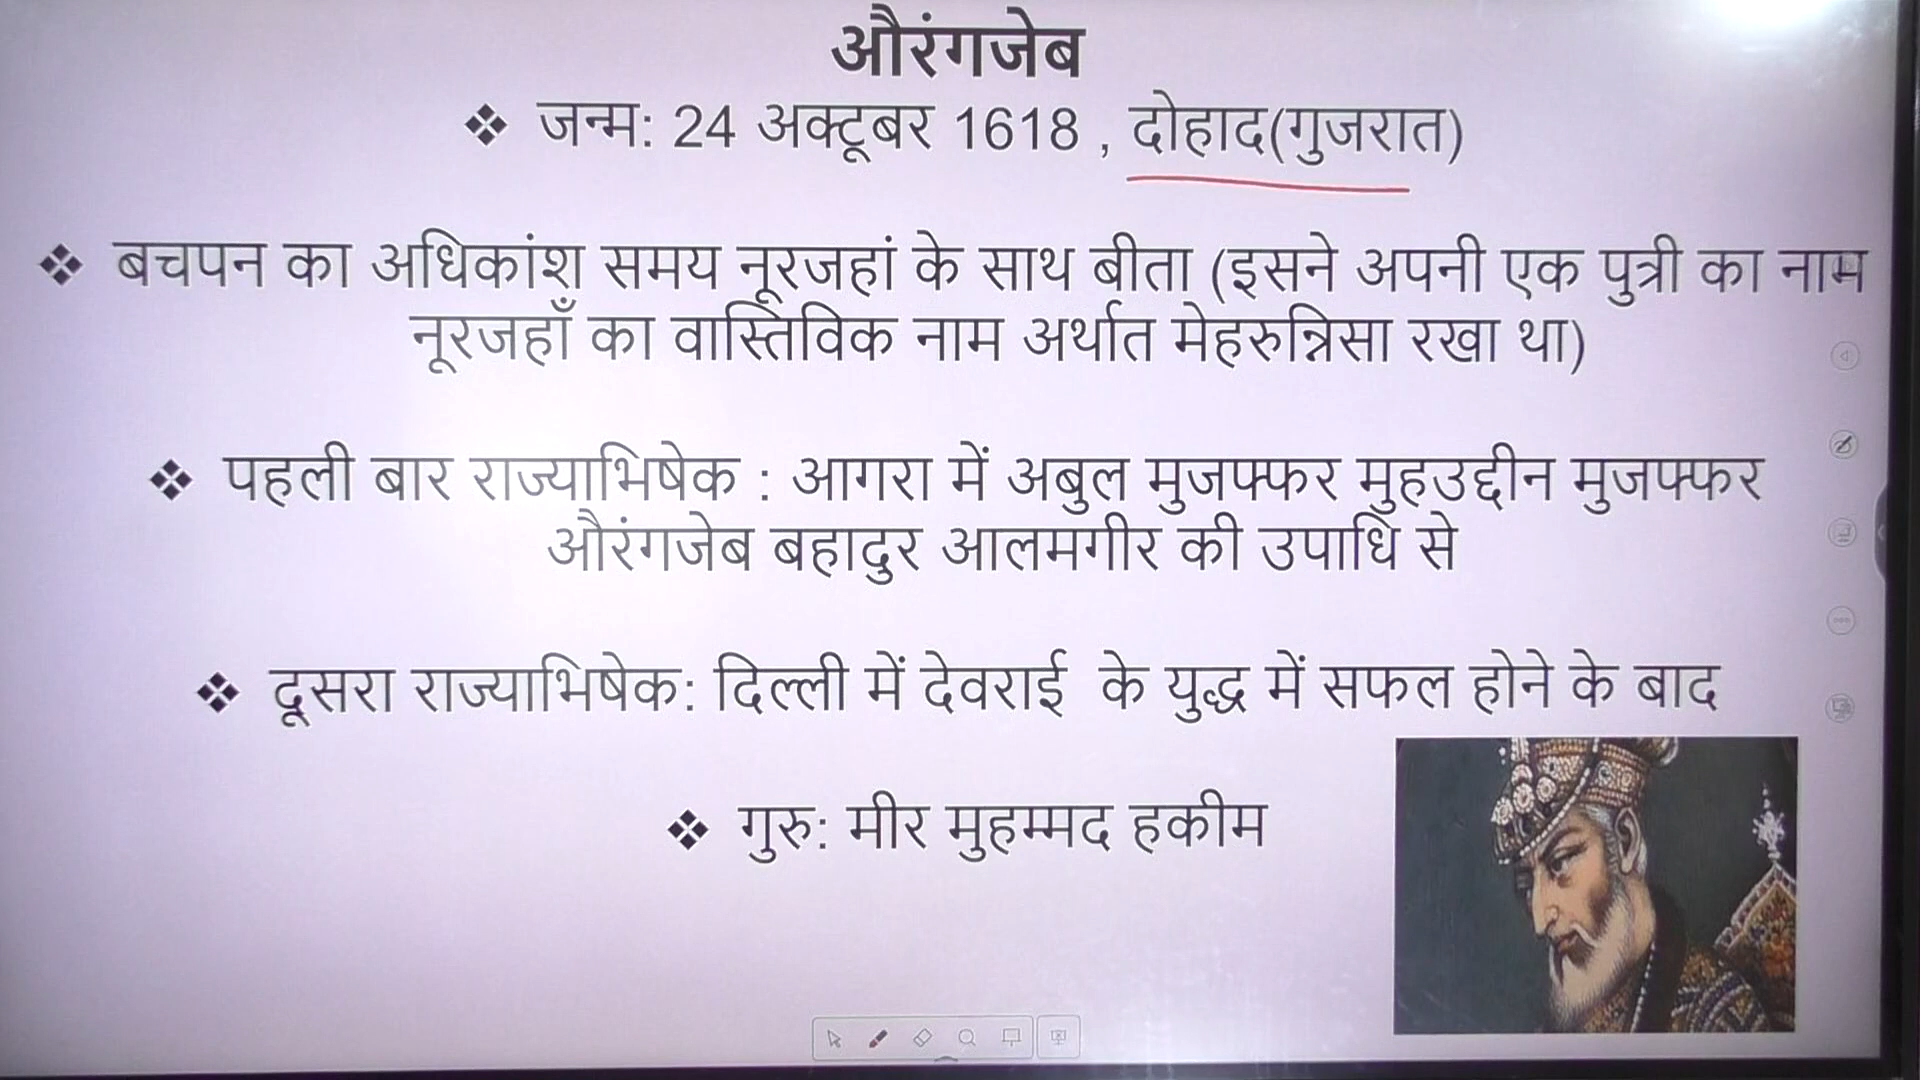 औरंगजेब
❖ जन्म: 24 अक्टूबर 1618 , दोहाद(गुजरात)
❖ बचपन का अधिकांश समय नूरजहां के साथ बीता (इसने अपनी एक पुत्री का नाम
नूरजहाँ का वास्तिविक नाम अर्थात मेहरुन्निसा रखा था)
❖ पहली बार राज्याभिषेक : आगरा में अबुल मुजफ्फर मुहउद्दीन मुजफ्फर
औरंगजेब बहादुर आलमगीर की उपाधि से
❖ दूसरा राज्याभिषेक: दिल्ली में देवराई के युद्ध में सफल होने के बाद
❖ गुरु: मीर मुहम्मद हकीम